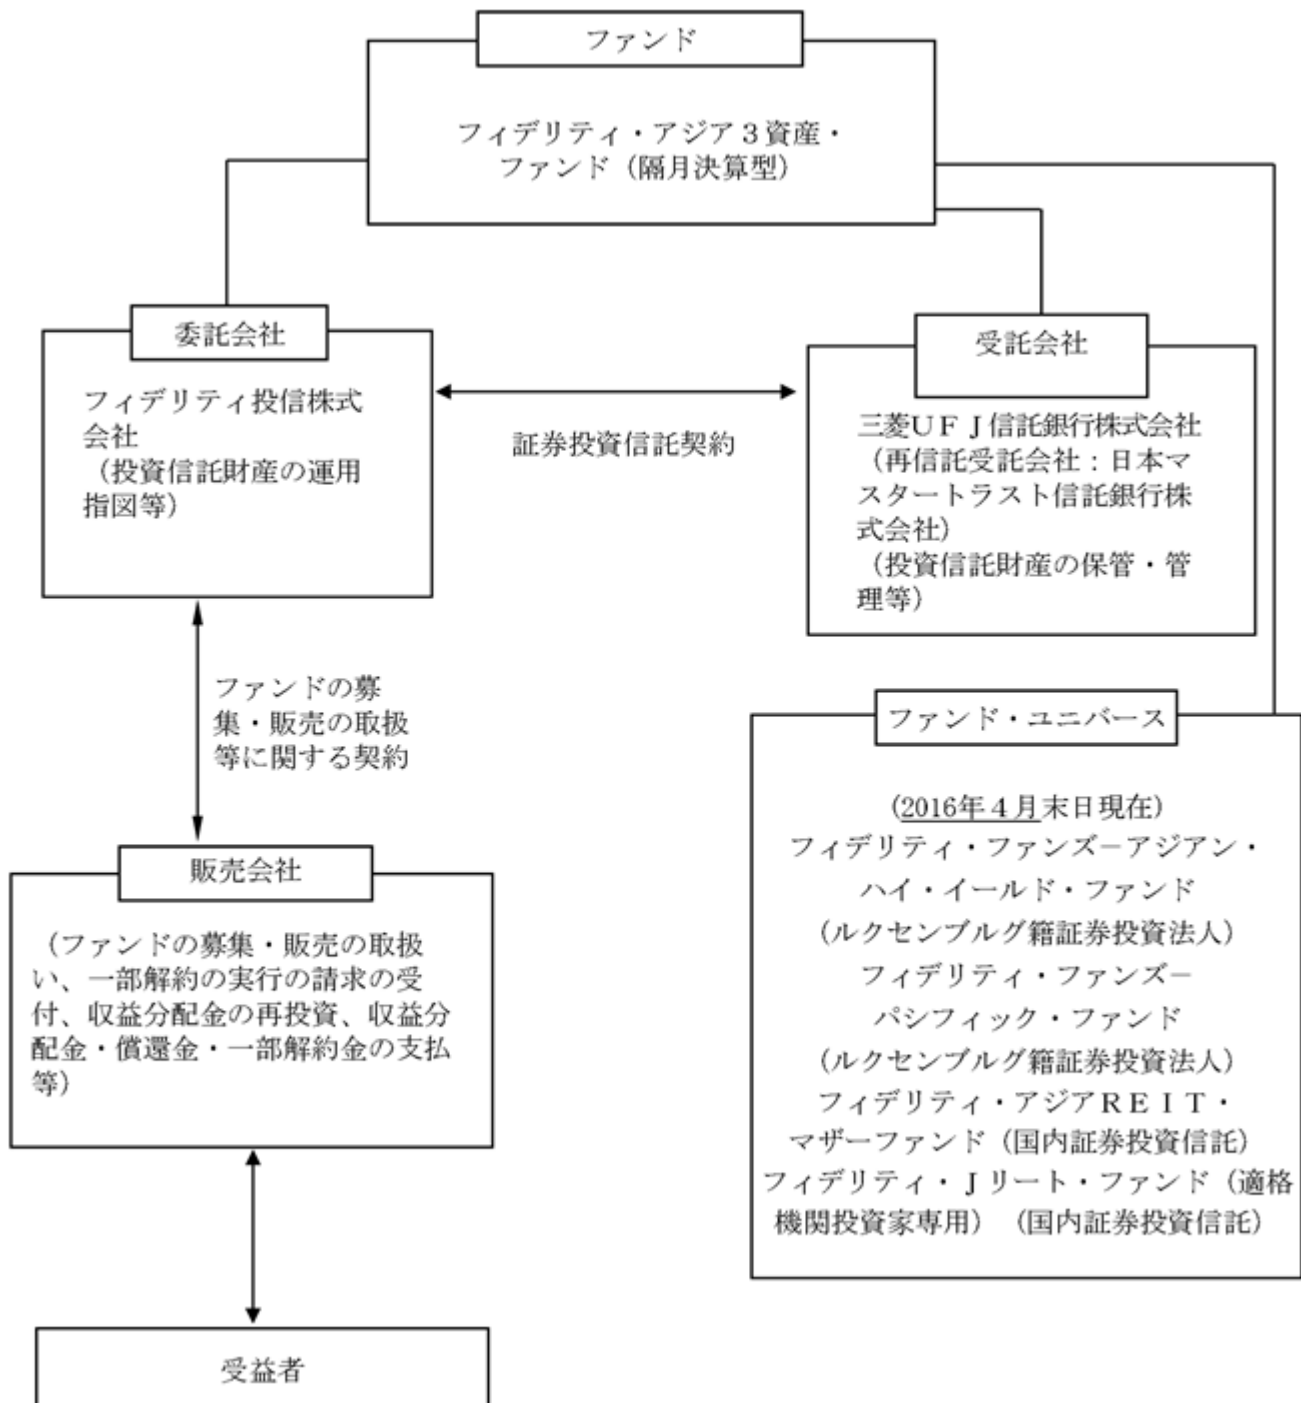 ファンド
フィデリティ・アジア３資産・
ファンド（隔月決算型）
委託会社
フィデリティ投信株式
会社
（投資信託財産の運用
指図等）
証券投資信託契約
受託会社
三菱ＵＦＪ信託銀行株式会社
（再信託受託会社：日本マ
スタートラスト信託銀行株
式会社）
（投資信託財産の保管・管
理等）
ファンドの募
集・販売の取扱
等に関する契約
ファンド・ユニバース
（2016年４月末日現在）
フィデリティ・ファンズ－アジアン・
ハイ・イールド・ファンド
（ルクセンブルグ籍証券投資法人）
フィデリティ・ファンズ－
パシフィック・ファンド
（ルクセンブルグ籍証券投資法人）
フィデリティ・アジアＲＥＩＴ・
マザーファンド（国内証券投資信託）
フィデリティ・Ｊリート・ファンド（適格
機関投資家専用）（国内証券投資信託）
販売会社
（ファンドの募集・販売の取扱
い、一部解約の実行の請求の受
付、収益分配金の再投資、収益分
配金・償還金・一部解約金の支払
等）
受益者